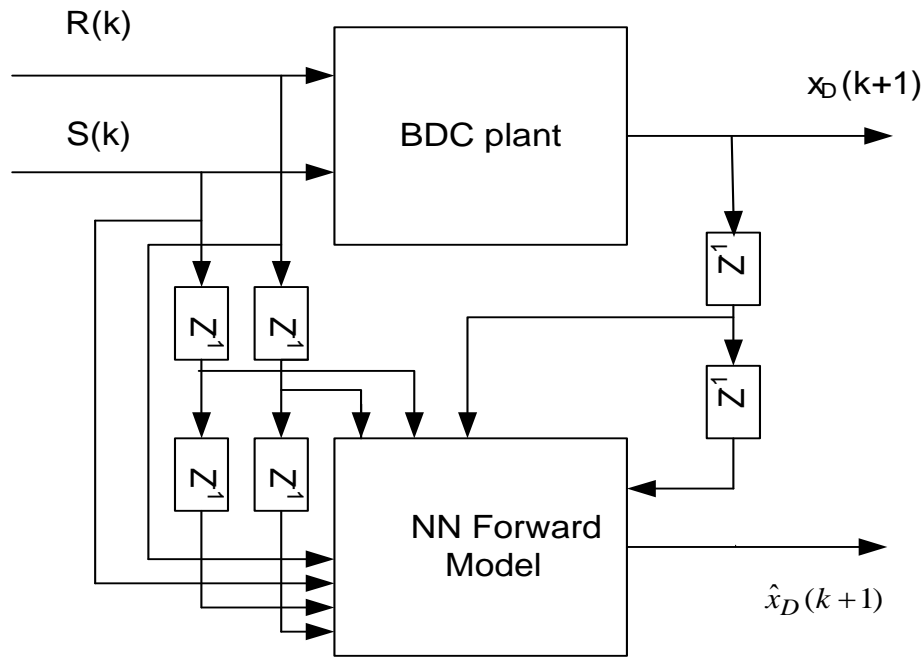 R(k)
x_D(k+1)
S(k)
BDC plant
Z^-1
Z^-1
Z^-1
Z^-1
Z^-1
Z^-1
NN Forward
Model
x̂_D(k+1)